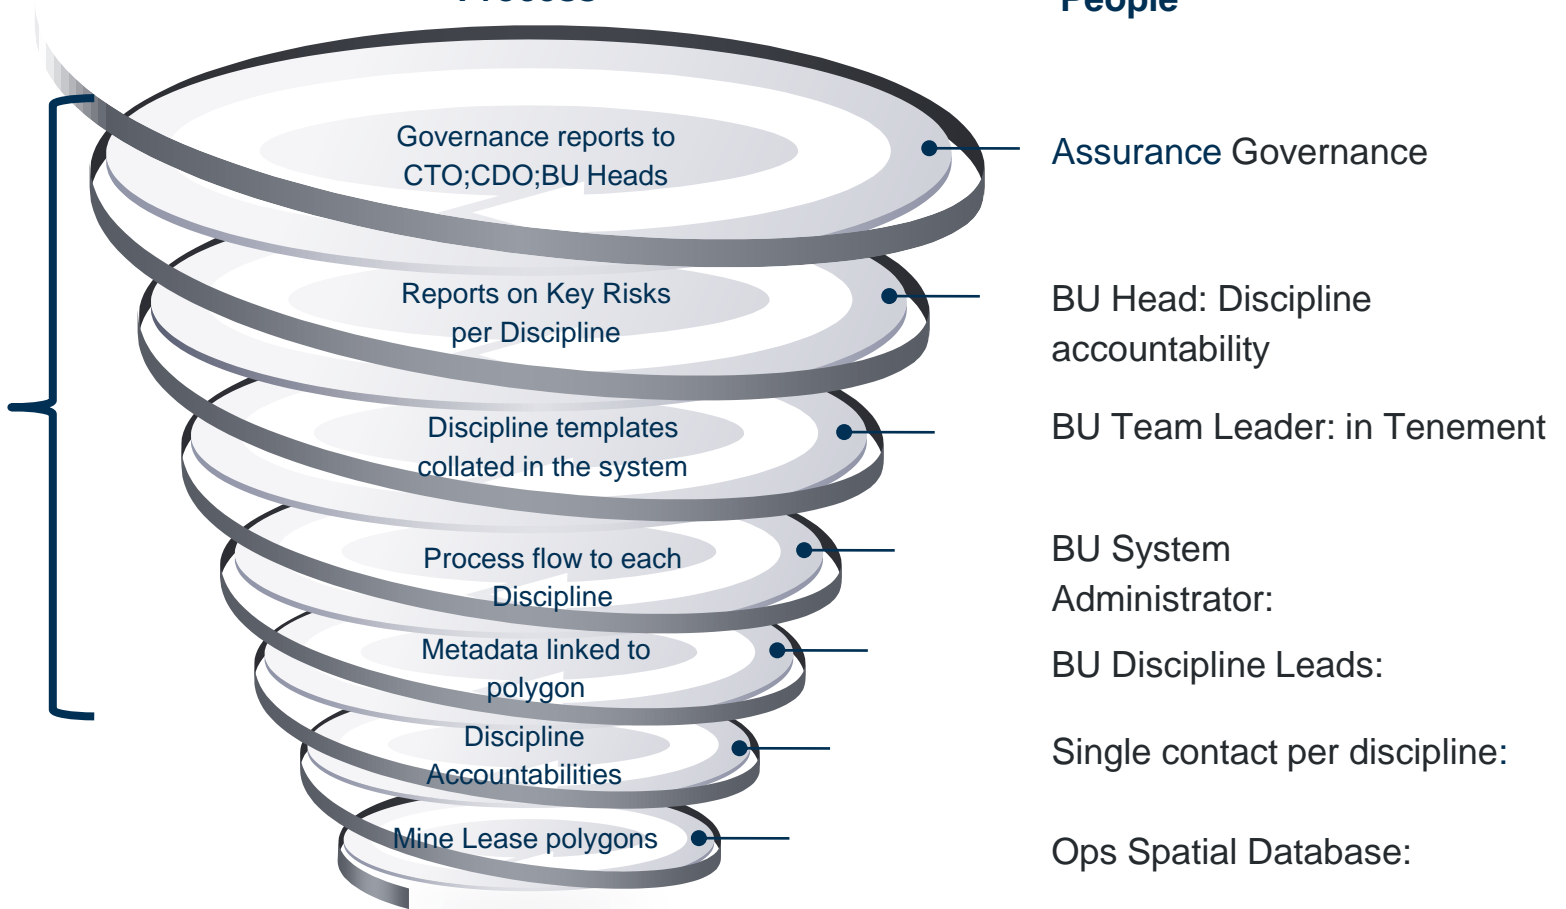 Process
People
Governance reports to
CTO;CDO;BU Heads
Assurance Governance
Reports on Key Risks
per Discipline
BU Head: Discipline
accountability
Discipline templates
collated in the system
BU Team Leader: in Tenement
Process flow to each
Discipline
BU System
Administrator:
Metadata linked to
polygon
BU Discipline Leads:
Discipline
Accountabilities
Single contact per discipline:
Mine Lease polygons
Ops Spatial Database: